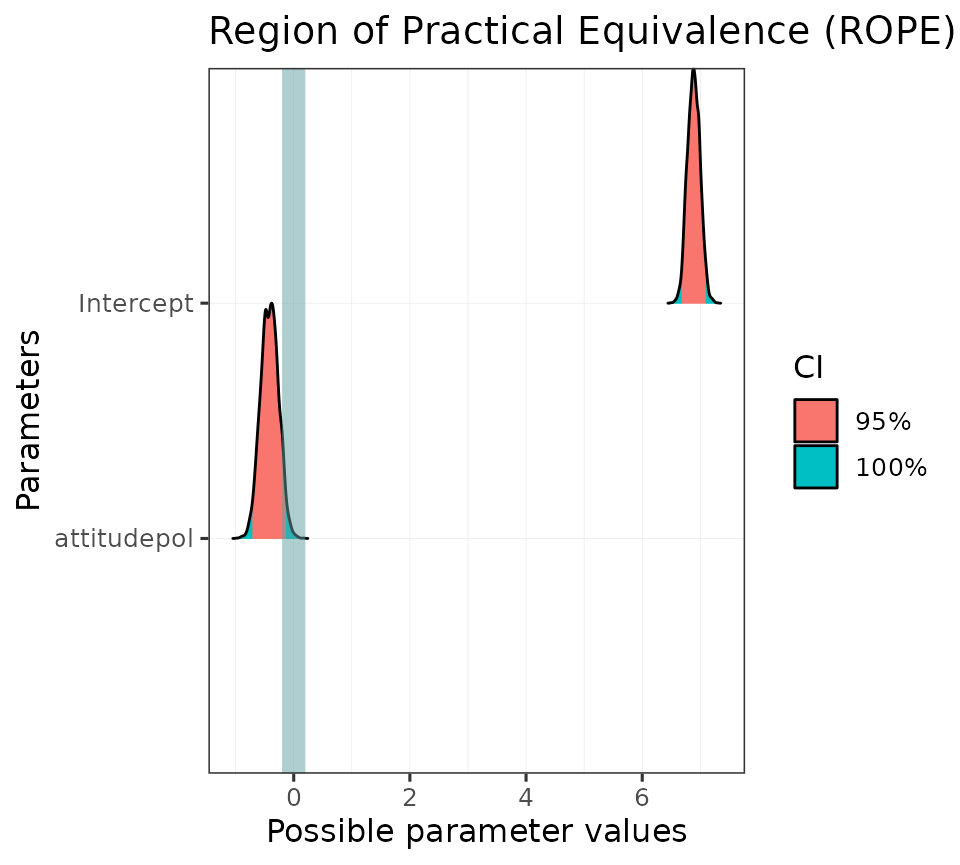 Region of Practical Equivalence (ROPE)
Parameters
Intercept
attitudepol
0 2 4 6
Possible parameter values
CI
95%
100%